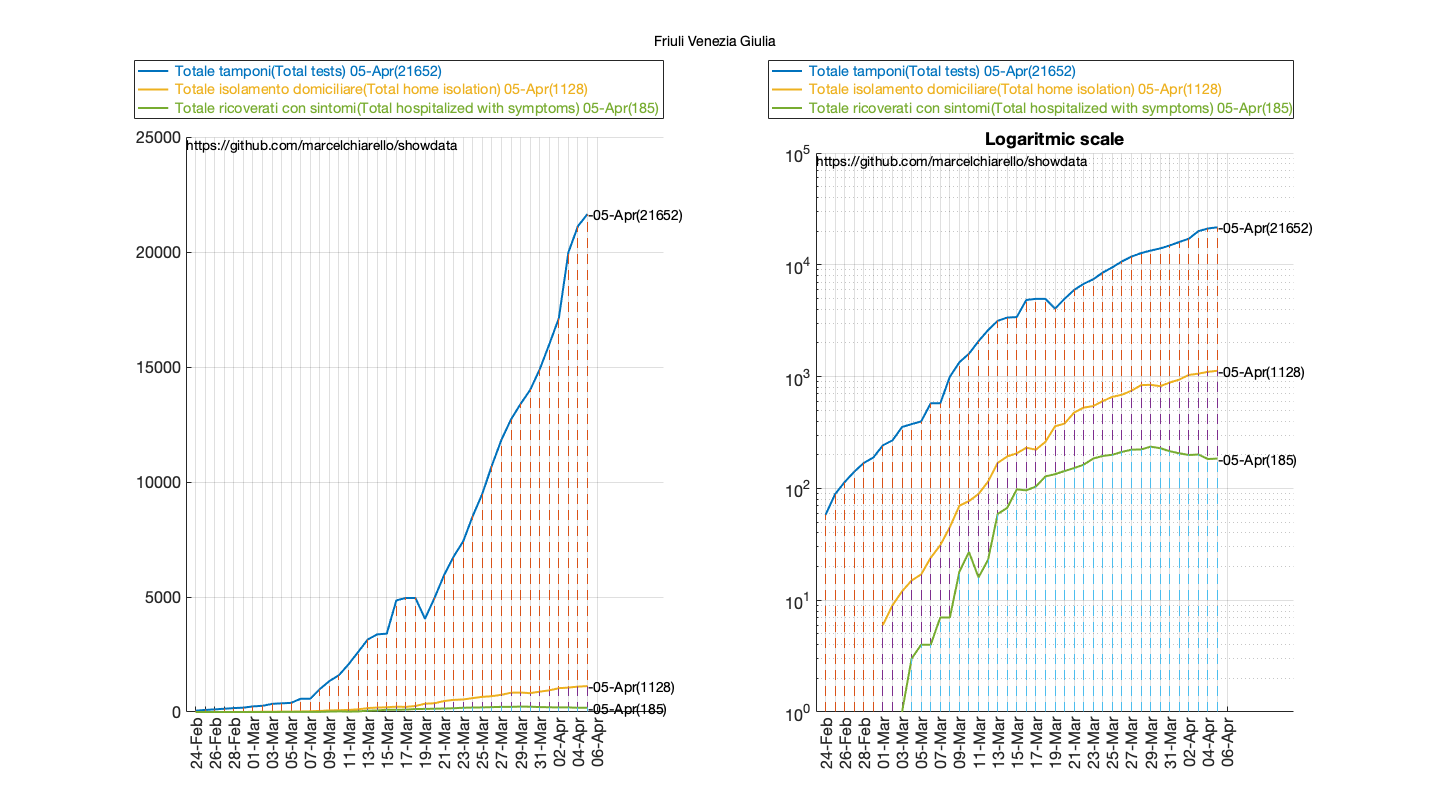 Friuli Venezia Giulia
Totale tamponi(Total tests) 05-Apr(21652)
Totale isolamento domiciliare(Total home isolation) 05-Apr(1128)
Totale ricoverati con sintomi(Total hospitalized with symptoms) 05-Apr(185)
25000
https://github.com/marcelchiarello/showdata
20000
15000
10000
5000
0
-05-Apr(21652)
-05-Apr(1128)
-05-Apr(185)
24-Feb
26-Feb
28-Feb
01-Mar
03-Mar
05-Mar
07-Mar
09-Mar
11-Mar
13-Mar
15-Mar
17-Mar
19-Mar
21-Mar
23-Mar
25-Mar
27-Mar
29-Mar
31-Mar
02-Apr
04-Apr
06-Apr
Totale tamponi(Total tests) 05-Apr(21652)
Totale isolamento domiciliare(Total home isolation) 05-Apr(1128)
Totale ricoverati con sintomi(Total hospitalized with symptoms) 05-Apr(185)
Logaritmic scale
10^5
https://github.com/marcelchiarello/showdata
10^4
10^3
10^2
10^1
10^0
-05-Apr(21652)
-05-Apr(1128)
-05-Apr(185)
24-Feb
26-Feb
28-Feb
01-Mar
03-Mar
05-Mar
07-Mar
09-Mar
11-Mar
13-Mar
15-Mar
17-Mar
19-Mar
21-Mar
23-Mar
25-Mar
27-Mar
29-Mar
31-Mar
02-Apr
04-Apr
06-Apr